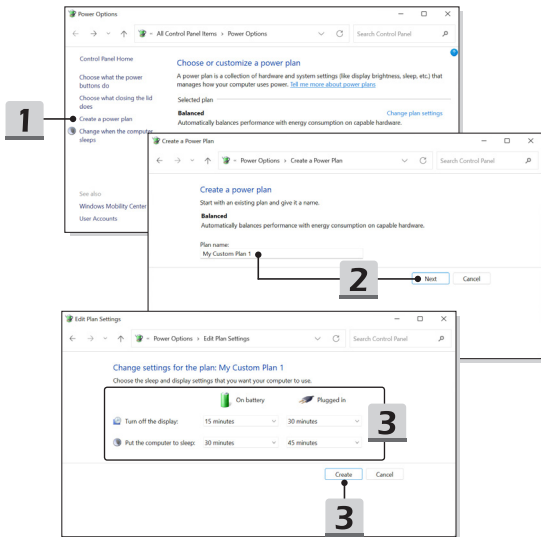 Power Options
All Control Panel Items > Power Options
Search Control Panel
Control Panel Home
Choose what the power
buttons do
Choose what closing the lid
does
Create a power plan
Change when the computer
sleeps
See also
Windows Mobility Center
User Accounts
Choose or customize a power plan
A power plan is a collection of hardware and system settings (like display brightness, sleep, etc.) that
manages how your computer uses power. Tell me more about power plans
Selected plan
Balanced
Change plan settings
Automatically balances performance with energy consumption on capable hardware.
1
Create a Power Plan
Power Options > Create a Power Plan
Search Control Panel
Create a power plan
Start with an existing plan and give it a name.
Balanced
Automatically balances performance with energy consumption on capable hardware.
Plan name:
My Custom Plan 1
2
Next
Cancel
Edit Plan Settings
Power Options > Edit Plan Settings
Search Control Panel
Change settings for the plan: My Custom Plan 1
Choose the sleep and display settings that you want your computer to use.
On battery
Plugged in
Turn off the display: 15 minutes 30 minutes
Put the computer to sleep: 30 minutes 45 minutes
3
Create
Cancel
3